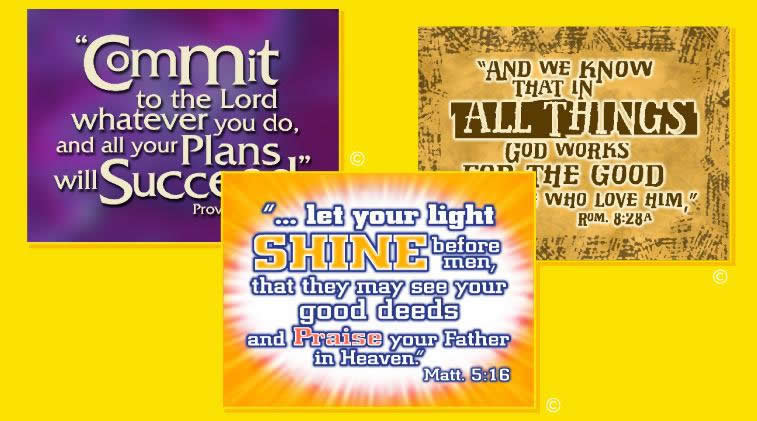 “Commit
to the Lord
whatever you do,
and all your Plans
will Succeed”
Prov
©
“AND WE KNOW
THAT IN
ALL THINGS
GOD WORKS
FOR THE GOOD
WHO LOVE HIM,”
ROM. 8:28A
©
“... let your light
SHINE before
men,
that they may see your
good deeds
and Praise your Father
in Heaven.”
Matt. 5:16
©